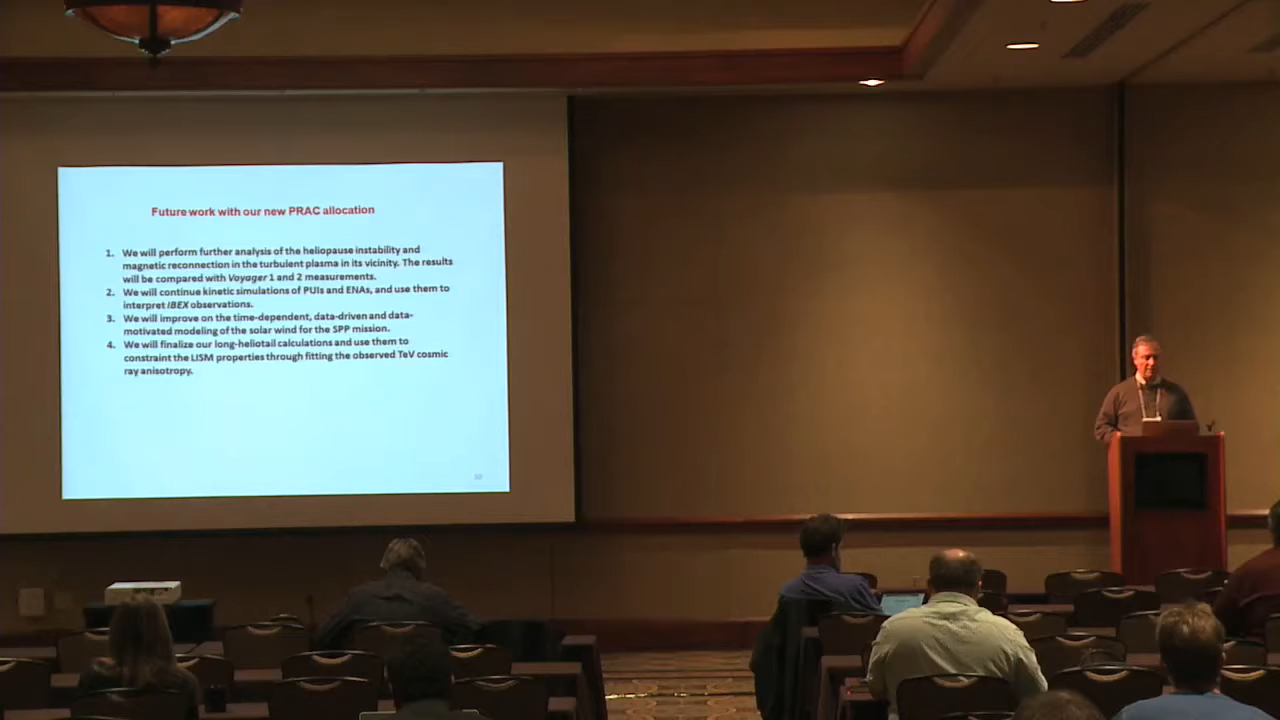 Future work with our new PRAC allocation
1. We will perform further analysis of the heliopause instability and
magnetic reconnection in the turbulent plasma in its vicinity. The results
will be compared with Voyager 1 and 2 measurements.
2. We will continue kinetic simulations of PUIs and ENAs, and use them to
interpret IBEX observations.
3. We will improve on the time-dependent, data-driven and data-
motivated modeling of the solar wind for the SPP mission.
4. We will finalize our long-heliotail calculations and use them to
constraint the LISM properties through fitting the observed TeV cosmic
ray anisotropy.